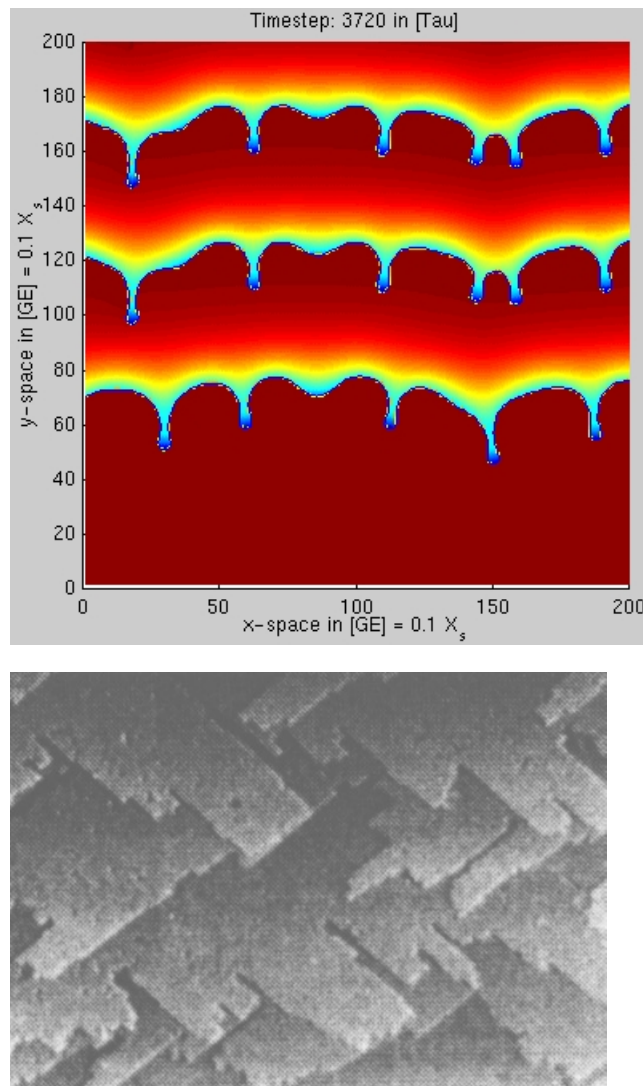 Timestep: 3720 in [Tau]
200
180
160
140
120
100
80
60
40
20
0
y-space in [GE] = 0.1 X_s
0 50 100 150 200
x-space in [GE] = 0.1 X_s